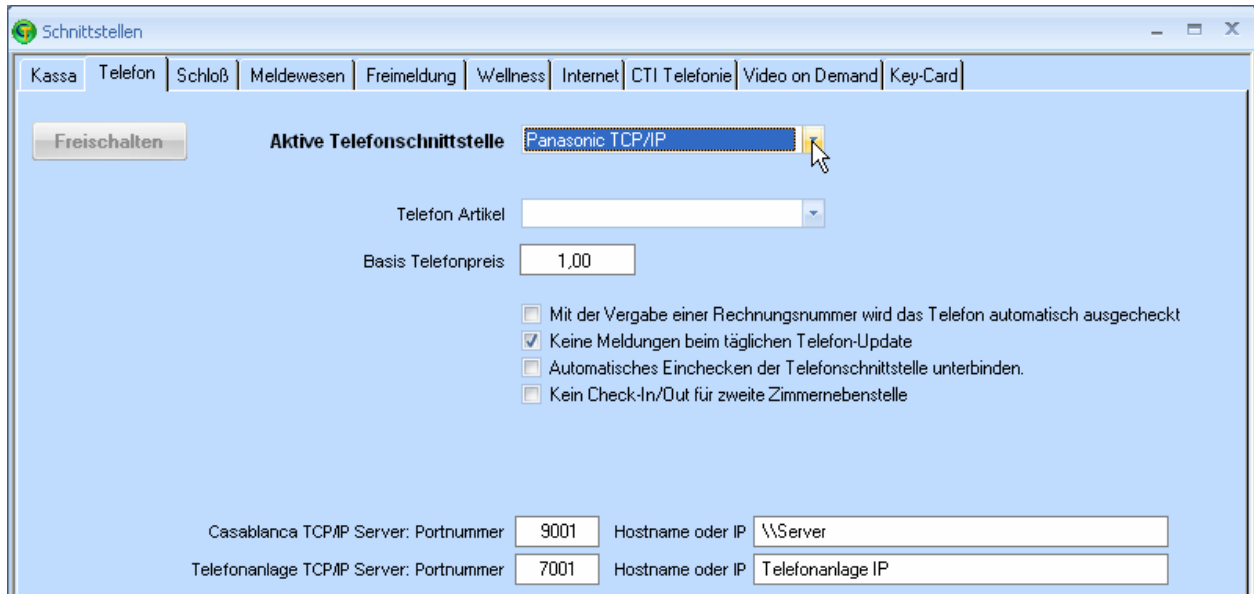 Schnittstellen
Kassa Telefon Schloß Meldewesen Freimeldung Wellness Internet CTI Telefonie Video on Demand Key-Card
Freischalten Aktive Telefonschnittstelle Panasonic TCP/IP
Telefon Artikel
Basis Telefonpreis 1,00
Mit der Vergabe einer Rechnungsnummer wird das Telefon automatisch ausgecheckt
Keine Meldungen beim täglichen Telefon-Update
Automatisches Einchecken der Telefonschnittstelle unterbinden.
Kein Check-In/Out für zweite Zimmernebenstelle
Casablanca TCP/IP Server: Portnummer 9001 Hostname oder IP \\Server
Telefonanlage TCP/IP Server: Portnummer 7001 Hostname oder IP Telefonanlage IP